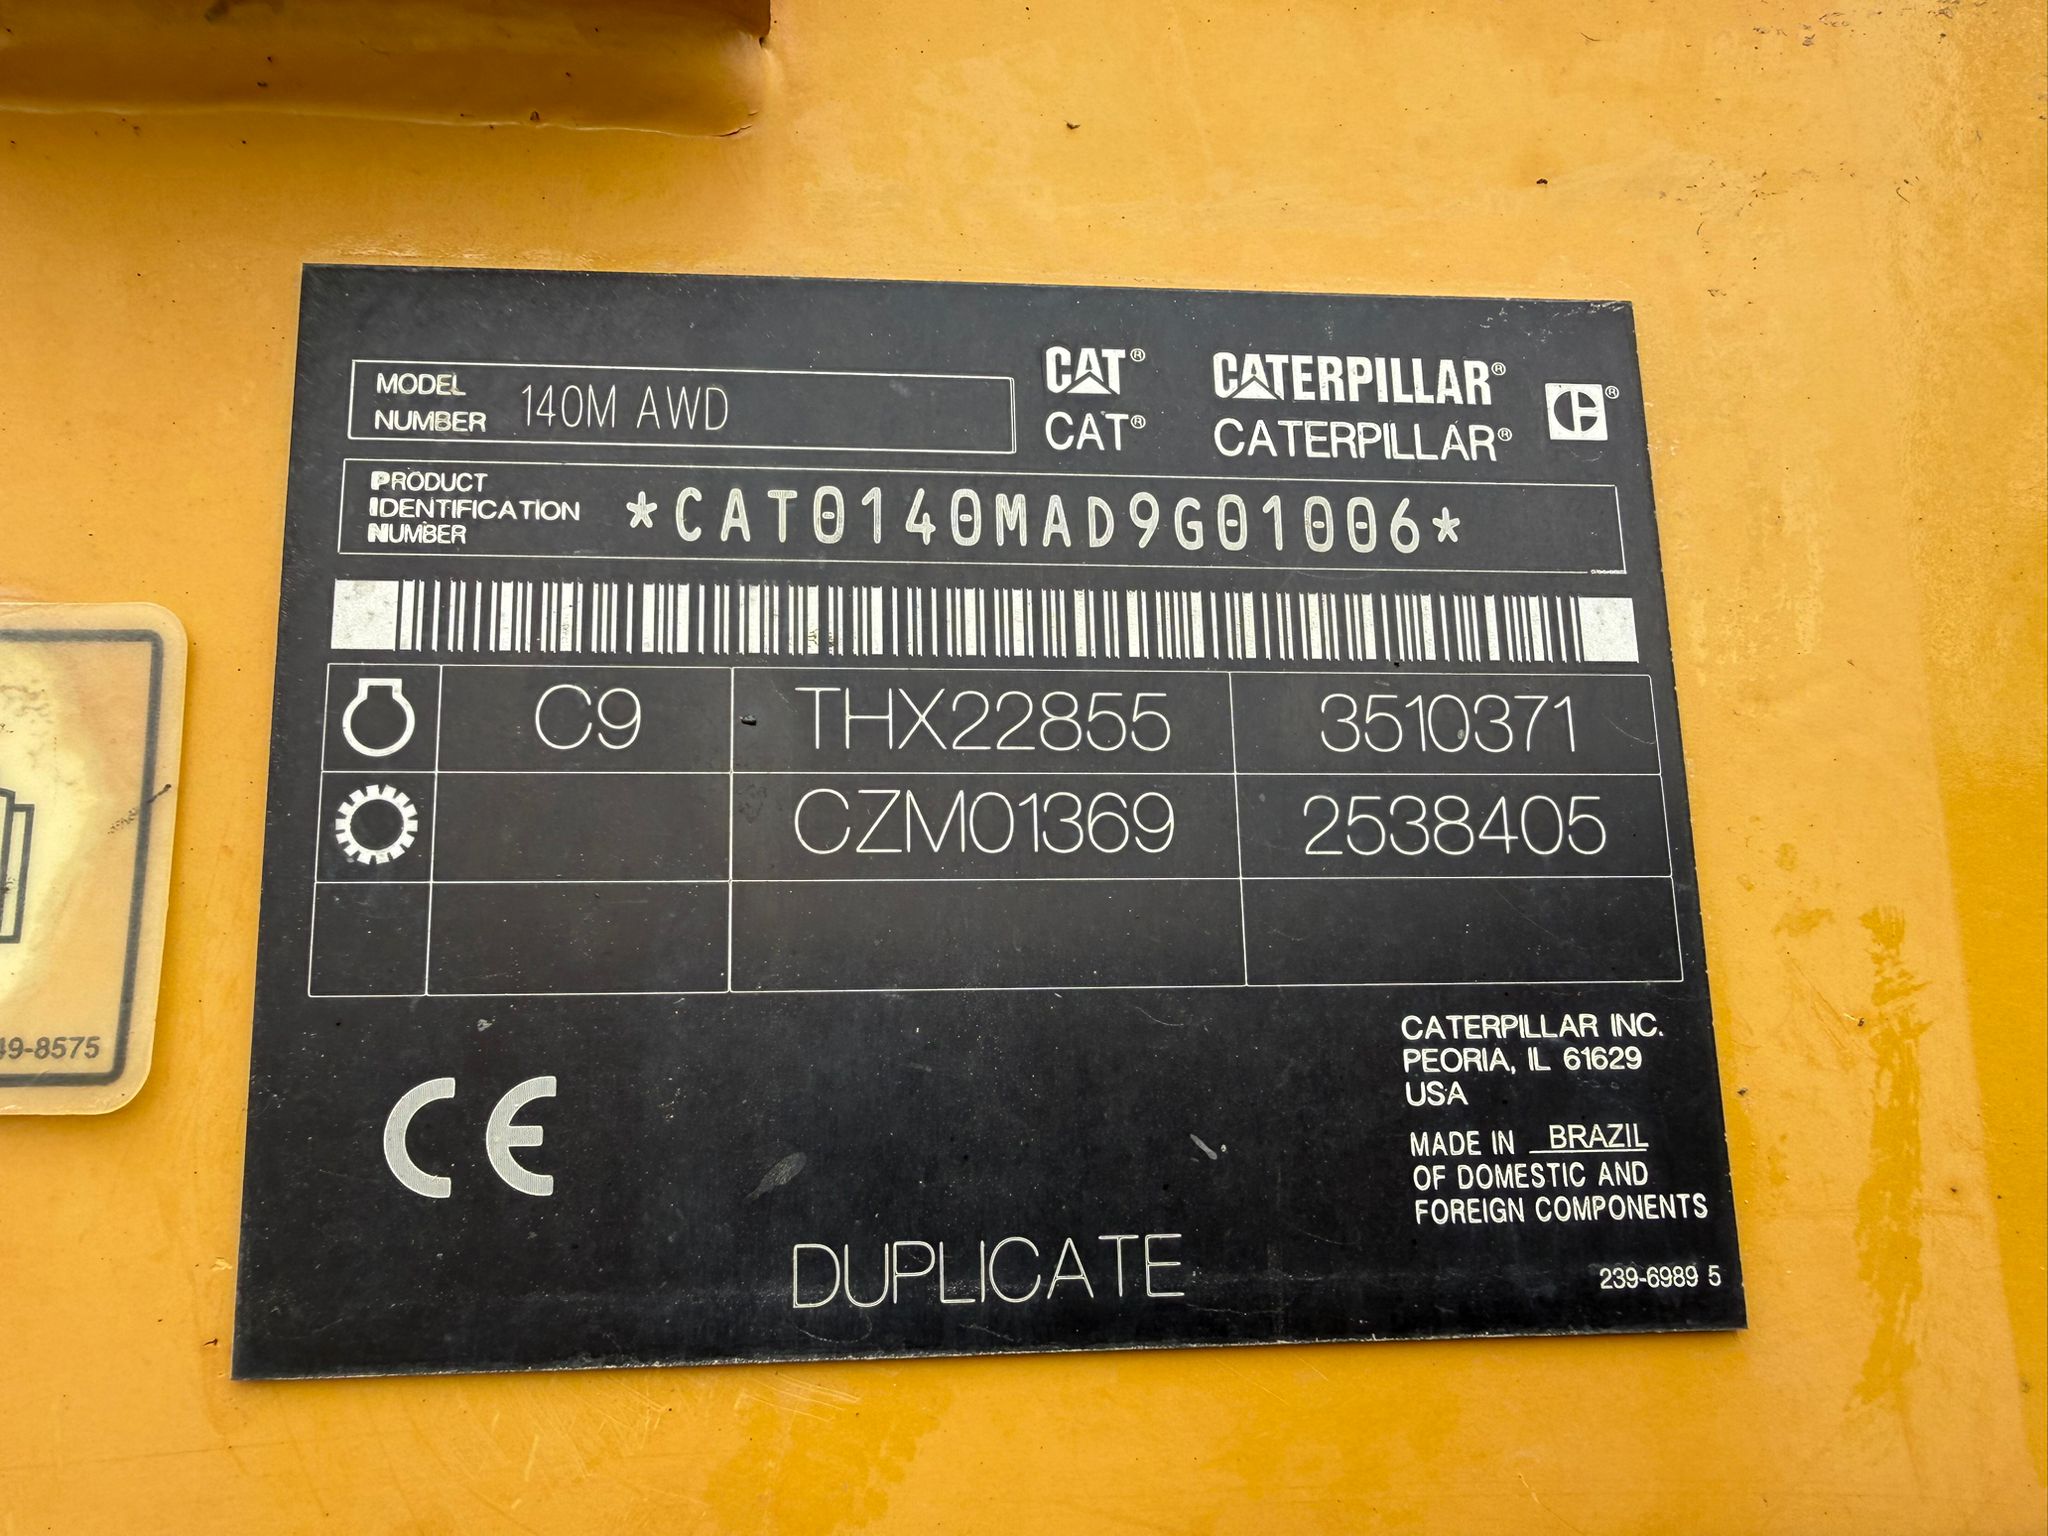 MODEL
NUMBER 140M AWD
CAT® CATERPILLAR®
CAT® CATERPILLAR®
PRODUCT
IDENTIFICATION
NUMBER
*CAT0140MAD9G01006*
C9 THX22855 3510371
CZM01369 2538405
CATERPILLAR INC.
PEORIA, IL 61629
USA
MADE IN BRAZIL
OF DOMESTIC AND
FOREIGN COMPONENTS
CE
DUPLICATE
239-6989 5
49-8575